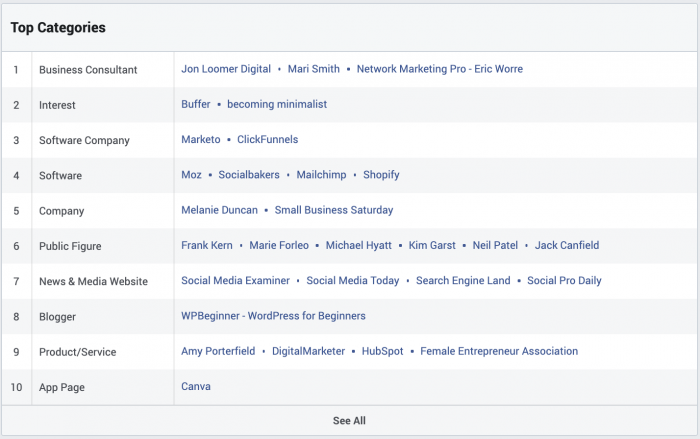 Top Categories
1 Business Consultant Jon Loomer Digital • Mari Smith • Network Marketing Pro - Eric Worre
2 Interest Buffer • becoming minimalist
3 Software Company Marketo • ClickFunnels
4 Software Moz • Socialbakers • Mailchimp • Shopify
5 Company Melanie Duncan • Small Business Saturday
6 Public Figure Frank Kern • Marie Forleo • Michael Hyatt • Kim Garst • Neil Patel • Jack Canfield
7 News & Media Website Social Media Examiner • Social Media Today • Search Engine Land • Social Pro Daily
8 Blogger WPBeginner - WordPress for Beginners
9 Product/Service Amy Porterfield • DigitalMarketer • HubSpot • Female Entrepreneur Association
10 App Page Canva
See All